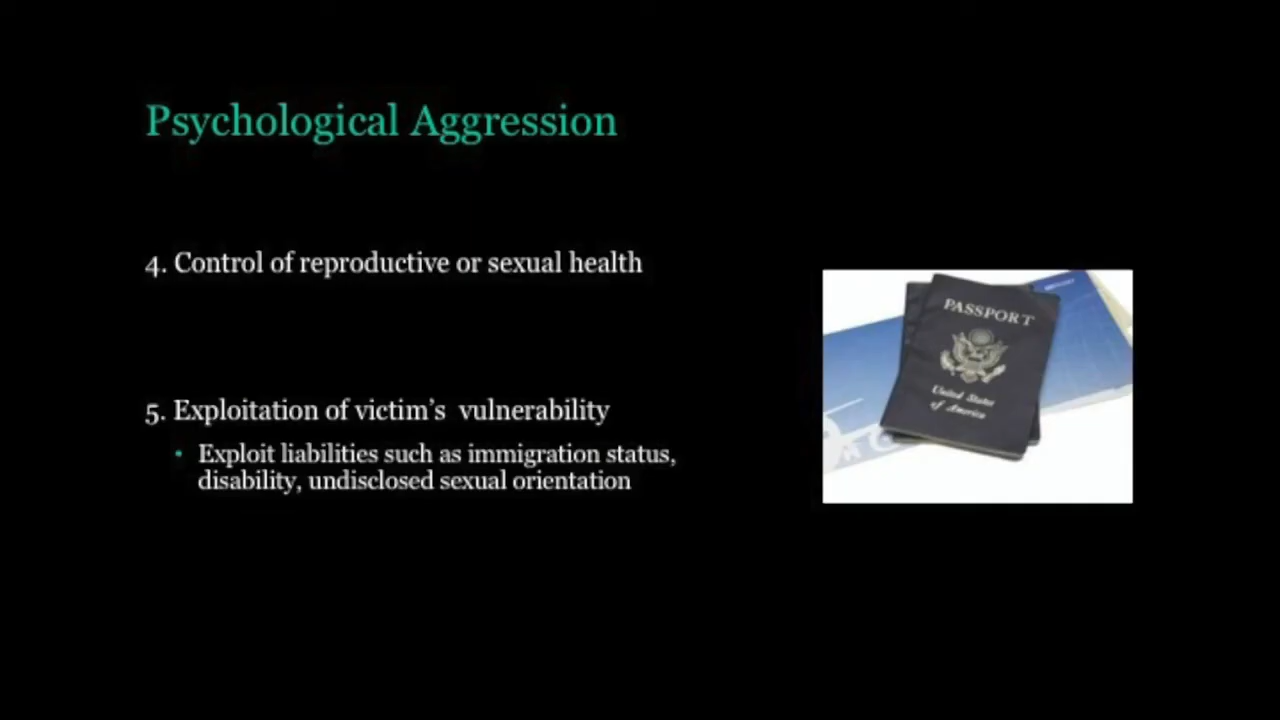 Psychological Aggression
4. Control of reproductive or sexual health
5. Exploitation of victim's  vulnerability
• Exploit liabilities such as immigration status,
disability, undisclosed sexual orientation
PASSPORT
United States
of America